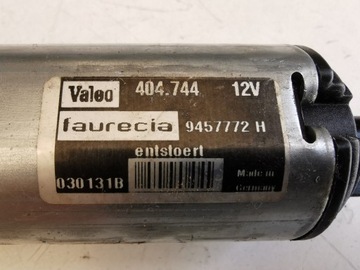 Valeo 404.744 12V
faurecia 9457772 H
entstoert
030131B Made in
Germany